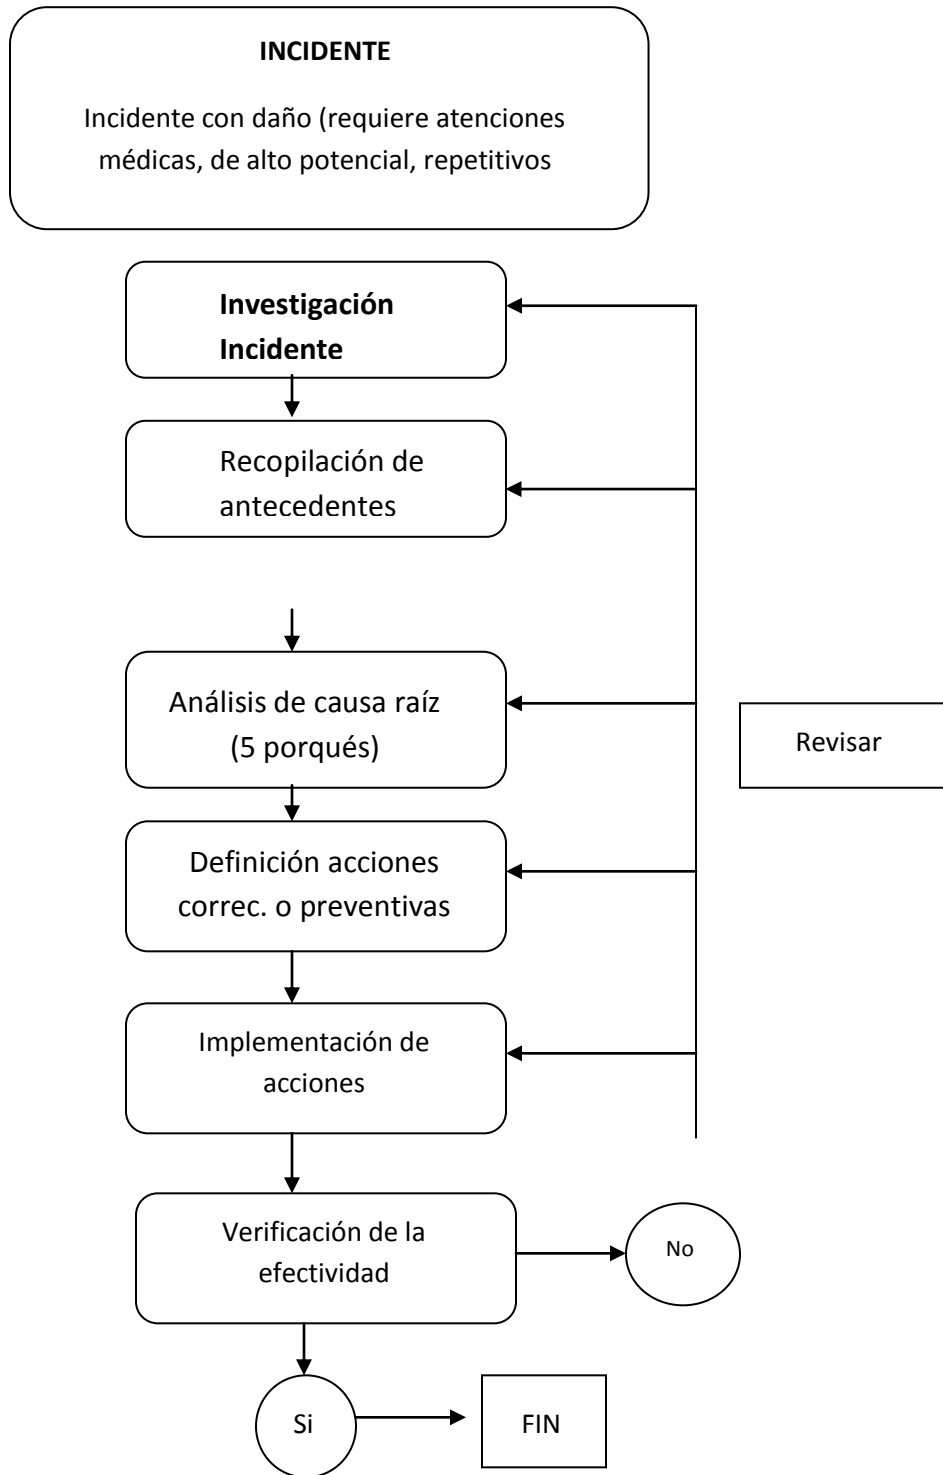 INCIDENTE
Incidente con daño (requiere atenciones
médicas, de alto potencial, repetitivos
Investigación
Incidente
Recopilación de
antecedentes
Análisis de causa raíz
(5 porqués)
Revisar
Definición acciones
correc. o preventivas
Implementación de
acciones
Verificación de la
efectividad
No
Si
FIN